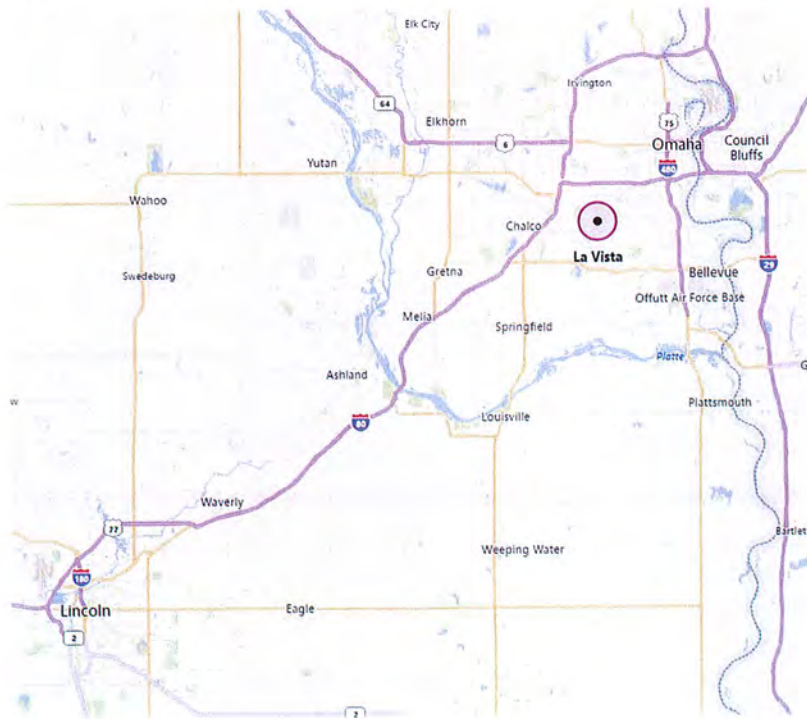 Elk City
Irvington
64
Elkhorn
75
6
Omaha
Council
Bluffs
Yutan
480
Wahoo
Chalco
La Vista
Swedeburg
Gretna
Bellevue
29
Offutt Air Force Base
Melia
Springfield
Platte
Ashland
G
Plattsmouth
w
Louisville
80
Waverly
77
Bartlet
Weeping Water
180
Lincoln
Eagle
2
2